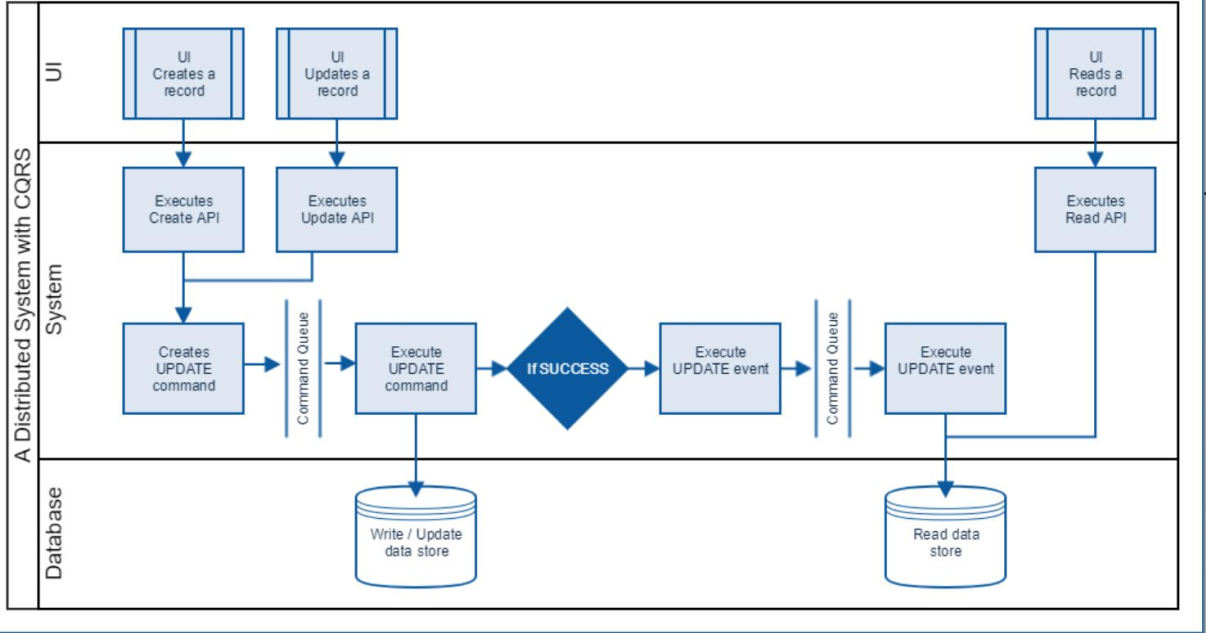 A Distributed System with CQRS
UI
UI
Creates a
record
UI
Updates a
record
UI
Reads a
record
System
Executes
Create API
Executes
Update API
Executes
Read API
Creates
UPDATE
command
Command Queue
Execute
UPDATE
command
If SUCCESS
Execute
UPDATE event
Command Queue
Execute
UPDATE event
Database
Write / Update
data store
Read data
store